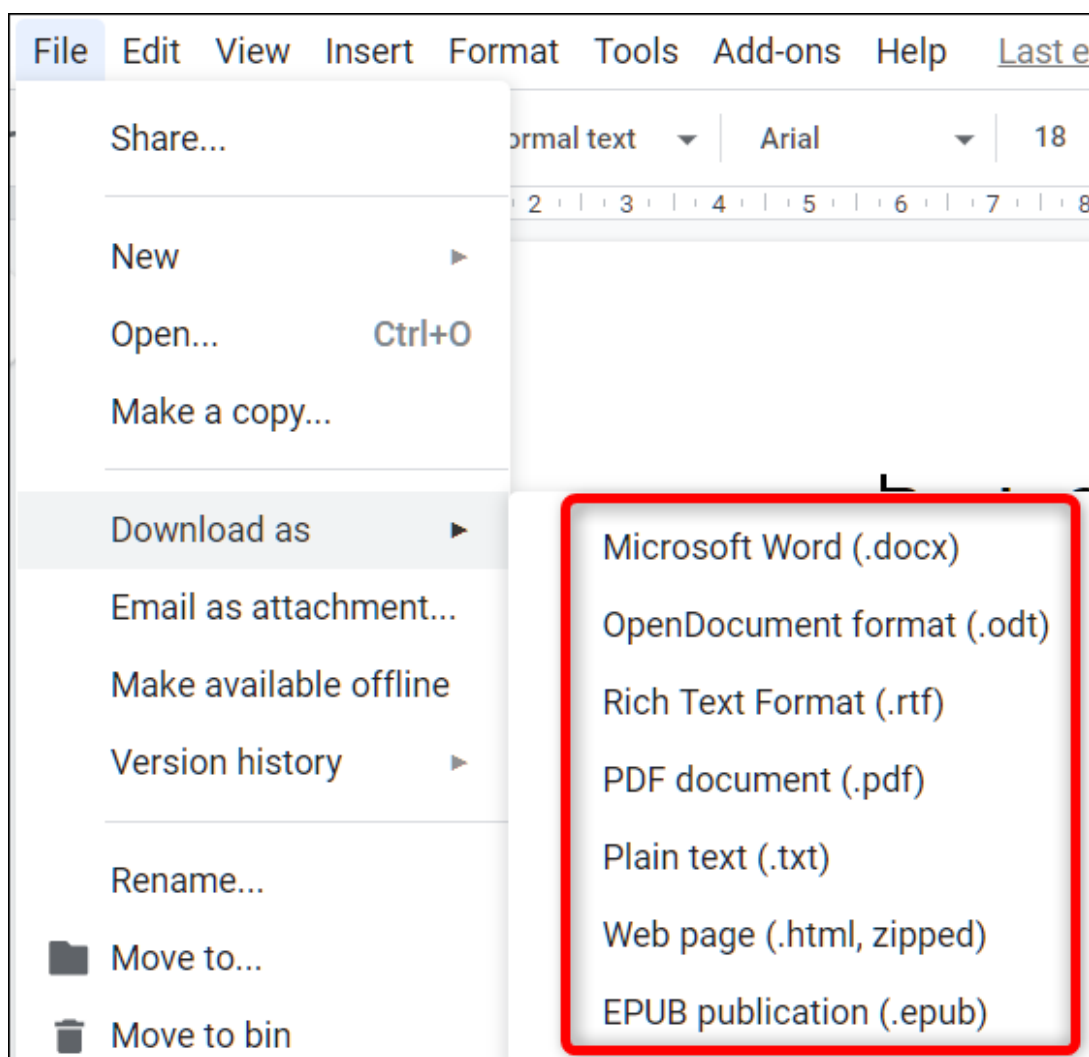 File Edit View Insert Format Tools Add-ons Help Last e
ormal text Arial 18
2 3 4 5 6 7 8
Share...
New
Open... Ctrl+O
Make a copy...
Download as
Email as attachment...
Make available offline
Version history
Rename...
Move to...
Move to bin
Microsoft Word (.docx)
OpenDocument format (.odt)
Rich Text Format (.rtf)
PDF document (.pdf)
Plain text (.txt)
Web page (.html, zipped)
EPUB publication (.epub)